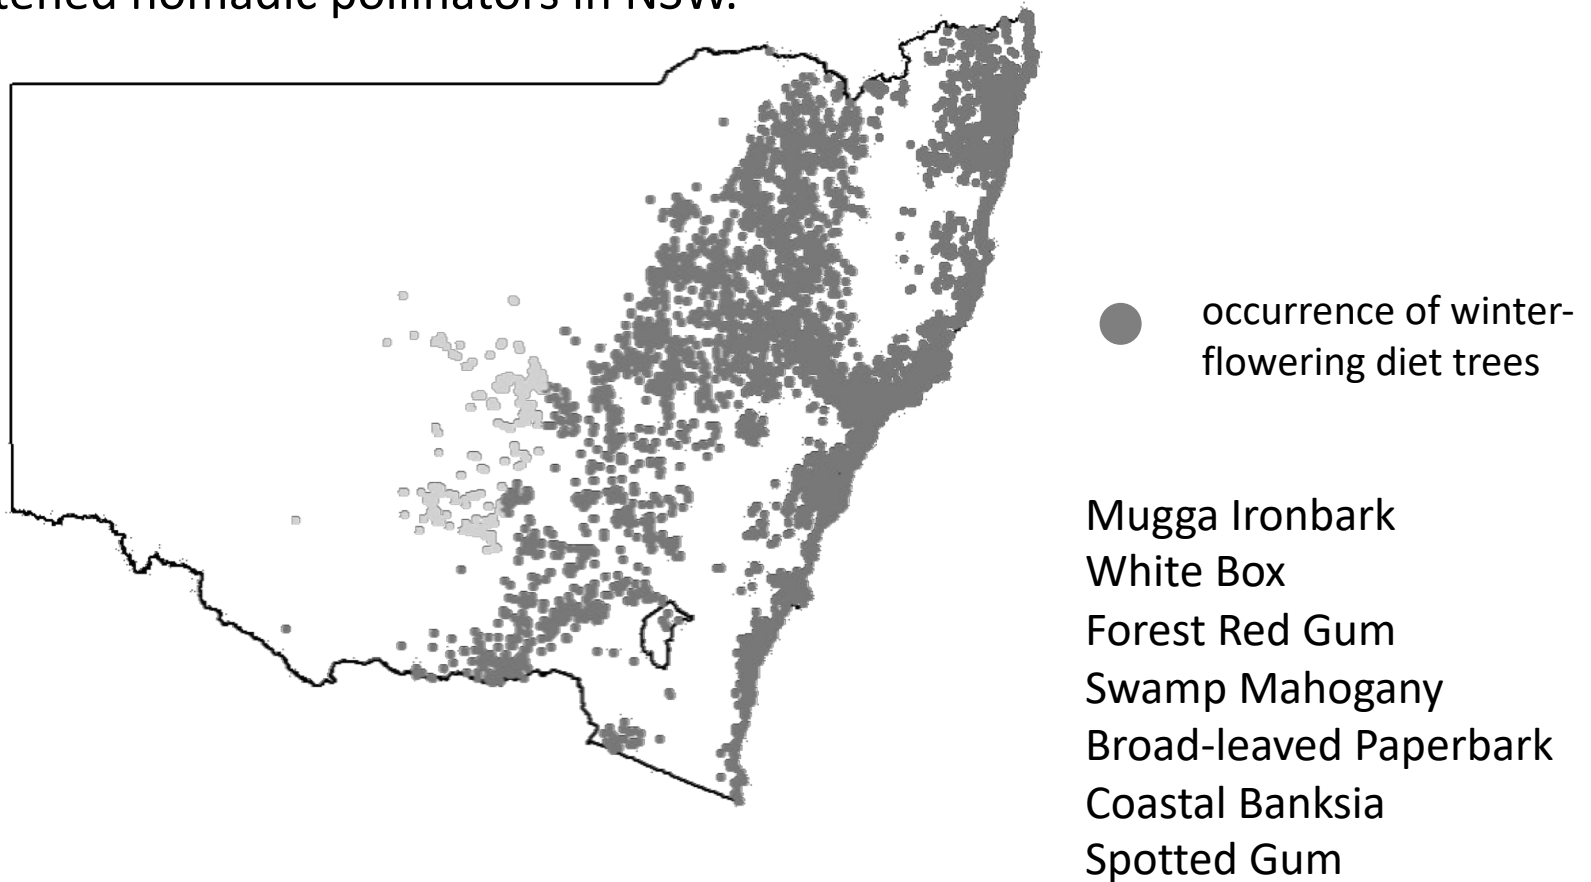 nomadic pollinators in NSW.
occurrence of winter-
flowering diet trees
Mugga Ironbark
White Box
Forest Red Gum
Swamp Mahogany
Broad-leaved Paperbark
Coastal Banksia
Spotted Gum